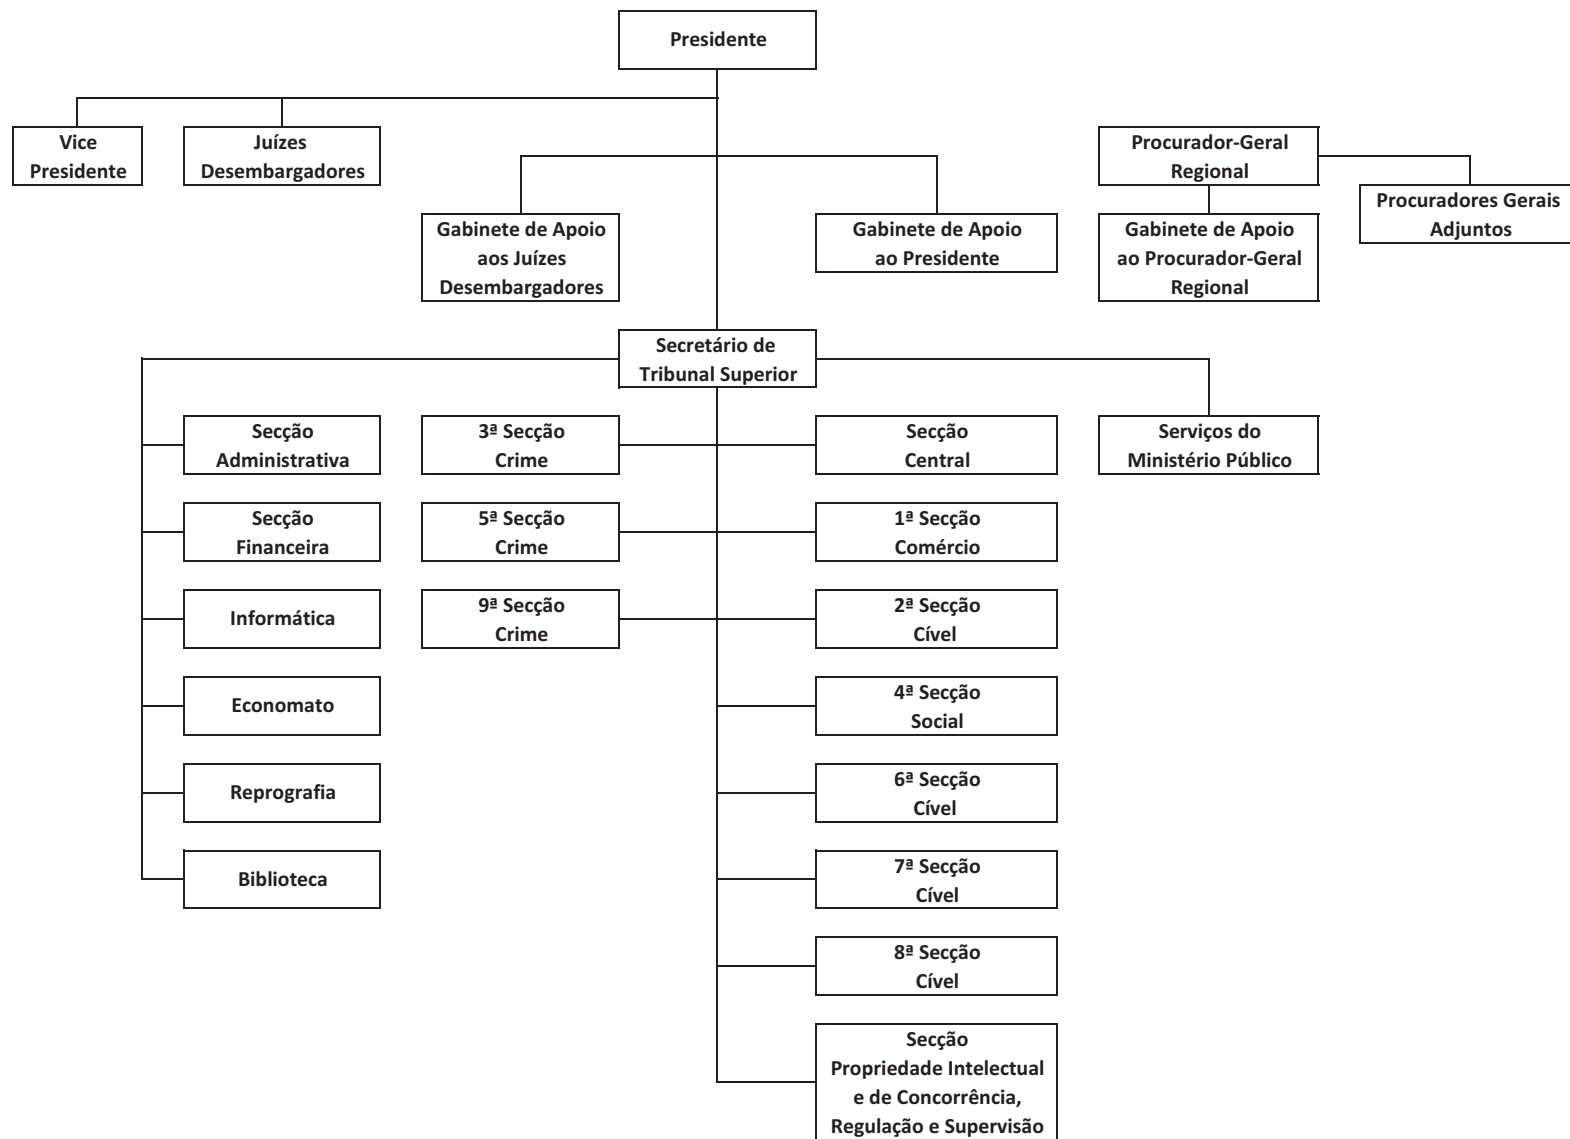 Presidente
Vice
Presidente
Juízes
Desembargadores
Procurador-Geral
Regional
Procuradores Gerais
Adjuntos
Gabinete de Apoio
aos Juízes
Desembargadores
Gabinete de Apoio
ao Presidente
Gabinete de Apoio
ao Procurador-Geral
Regional
Secretário de
Tribunal Superior
Secção
Administrativa
3ª Secção
Crime
Secção
Central
Serviços do
Ministério Público
Secção
Financeira
5ª Secção
Crime
1ª Secção
Comércio
Informática
9ª Secção
Crime
2ª Secção
Cível
Economato
4ª Secção
Social
Reprografia
6ª Secção
Cível
Biblioteca
7ª Secção
Cível
8ª Secção
Cível
Secção
Propriedade Intelectual
e de Concorrência,
Regulação e Supervisão